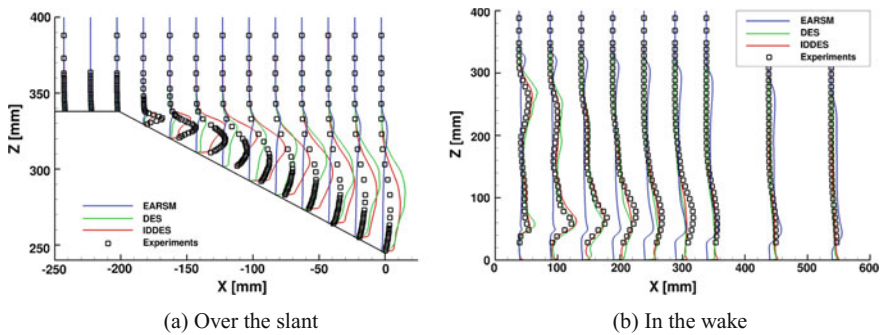 400
350
300
250
Z [mm]
-250
-200
-150
-100
-50
0
X [mm]
EARSM
DES
IDDES
Experiments
(a) Over the slant
400
300
200
100
0
Z [mm]
0
100
200
300
400
500
600
X [mm]
EARSM
DES
IDDES
Experiments
(b) In the wake